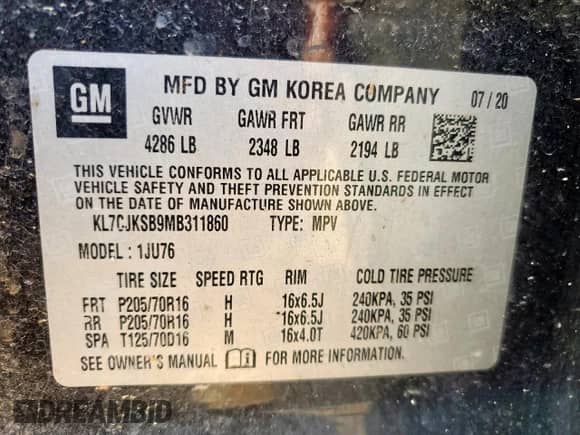 GM
MFD BY GM KOREA COMPANY 07/20
GVWR GAWR FRT GAWR RR
4286 LB 2348 LB 2194 LB
THIS VEHICLE CONFORMS TO ALL APPLICABLE U.S. FEDERAL MOTOR
VEHICLE SAFETY AND THEFT PREVENTION STANDARDS IN EFFECT
ON THE DATE OF MANUFACTURE SHOWN ABOVE.
KL7CJKSB9MB311860 TYPE: MPV
MODEL: 1JU76
TIRE SIZE SPEED RTG RIM COLD TIRE PRESSURE
FRT P205/70R16 H 16x6.5J 240KPA, 35 PSI
RR P205/70R16 H 16x6.5J 240KPA, 35 PSI
SPA T125/70D16 M 16x4.0T 420KPA, 60 PSI
SEE OWNER'S MANUAL FOR MORE INFORMATION.
DREAMBID